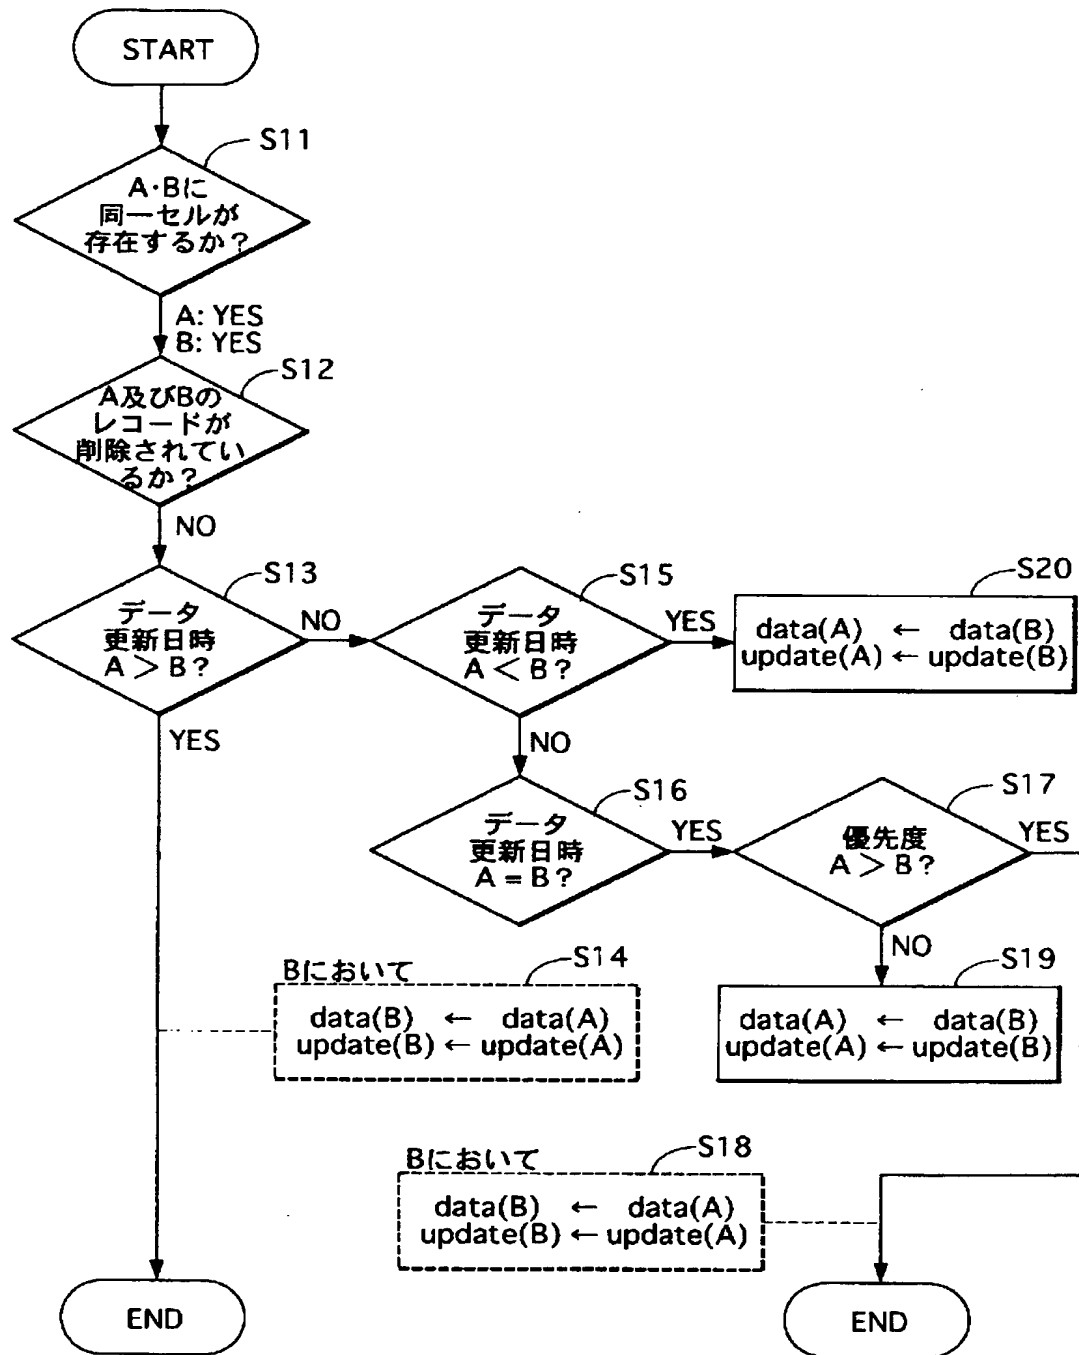 START
S11
A·Bに
同一セルが
存在するか？
A: YES
B: YES
S12
A及びBの
レコードが
削除されてい
るか？
NO
S13
データ
更新日時
A > B？
NO
YES
S15
データ
更新日時
A < B？
YES
NO
S20
data(A) ← data(B)
update(A) ← update(B)
S16
データ
更新日時
A = B？
YES
S17
優先度
A > B？
YES
NO
Bにおいて
S14
data(B) ← data(A)
update(B) ← update(A)
S19
data(A) ← data(B)
update(A) ← update(B)
Bにおいて
S18
data(B) ← data(A)
update(B) ← update(A)
END
END